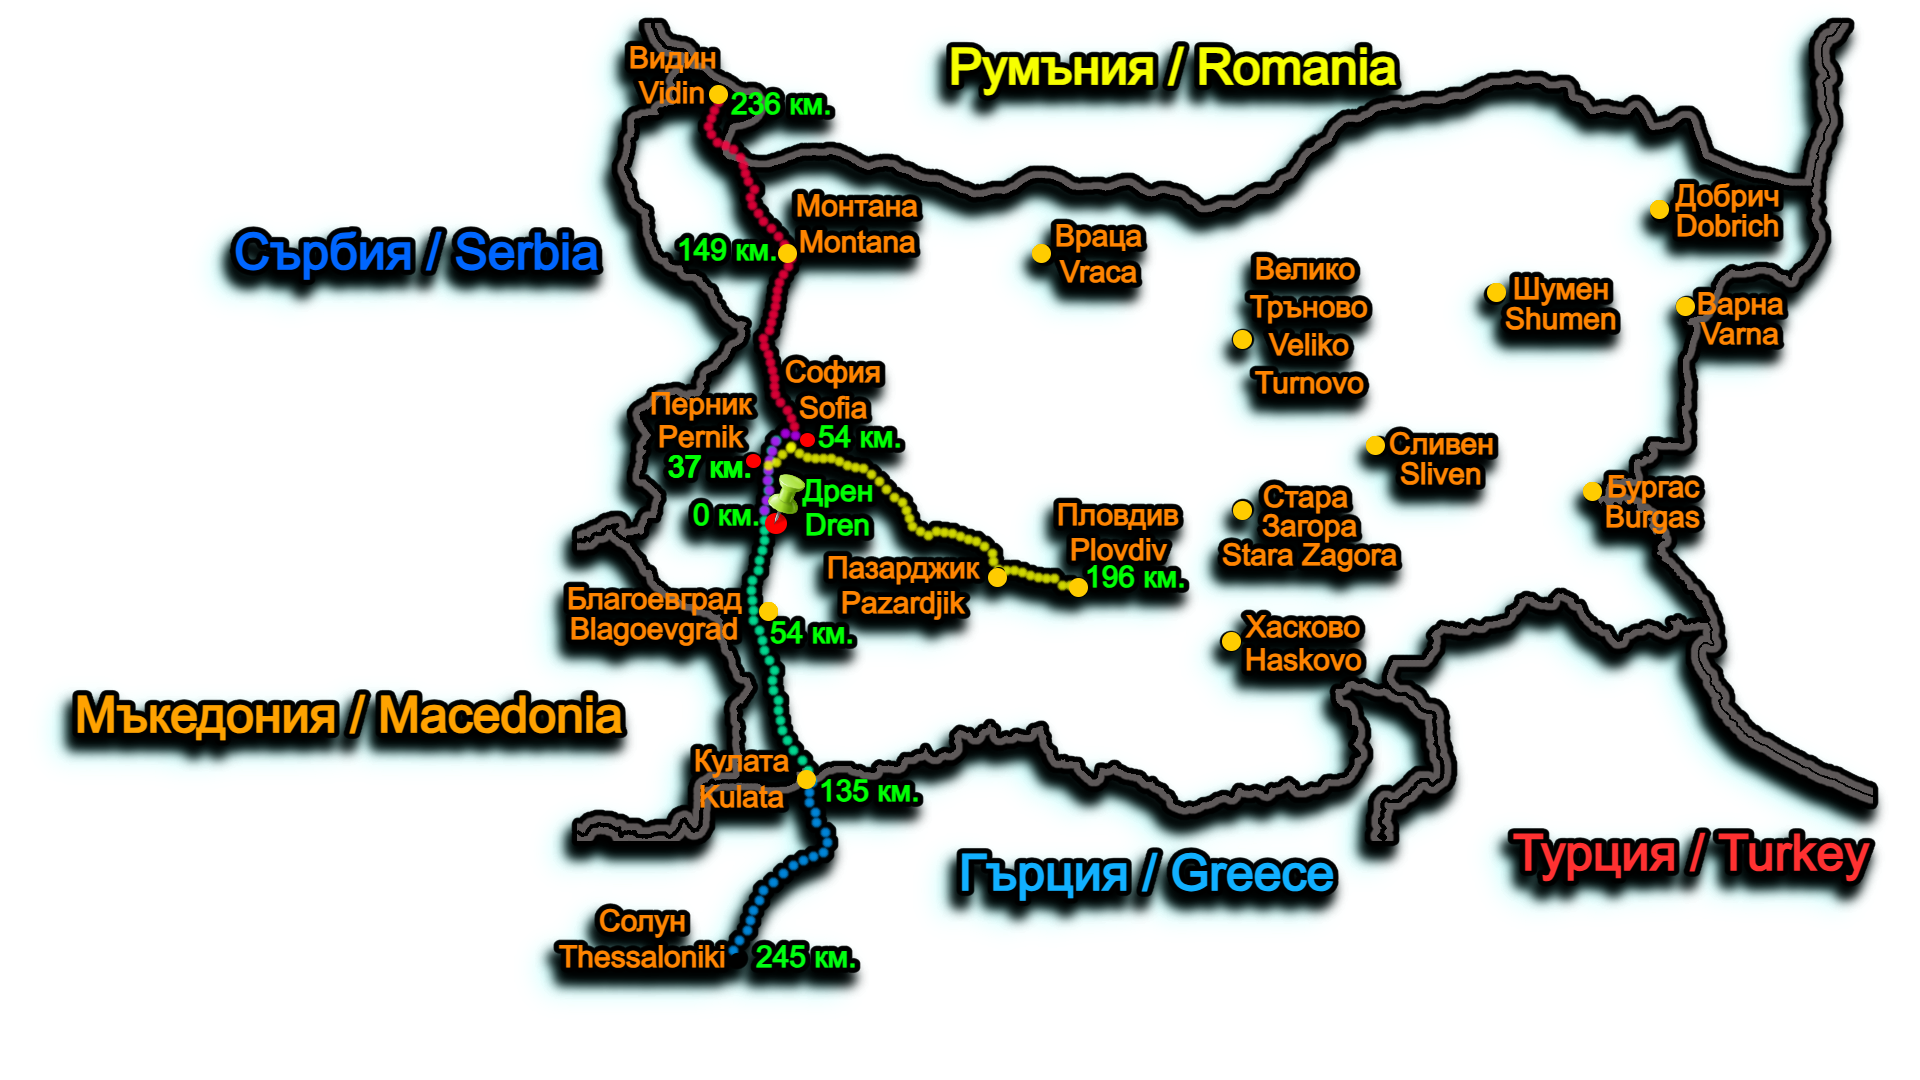 Видин
Vidin
236 км.
Румъния / Romania
Монтана
Montana
149 км.
Сърбия / Serbia
Враца
Vraca
Добрич
Dobrich
Велико
Tръново
Veliko
Turnovo
Шумен
Shumen
Варна
Varna
София
Sofia
54 км.
Перник
Pernik
37 км.
Сливен
Sliven
Дрен
Dren
0 км.
Пловдив
Plovdiv
196 км.
Стара
Загора
Stara Zagora
Бургас
Burgas
Пазарджик
Pazardjik
Благоевград
Blagoevgrad
54 км.
Хасково
Haskovo
Мъкедония / Macedonia
Кулата
Kulata
135 км.
Гърция / Greece
Турция / Turkey
Солун
Thessaloniki
245 км.